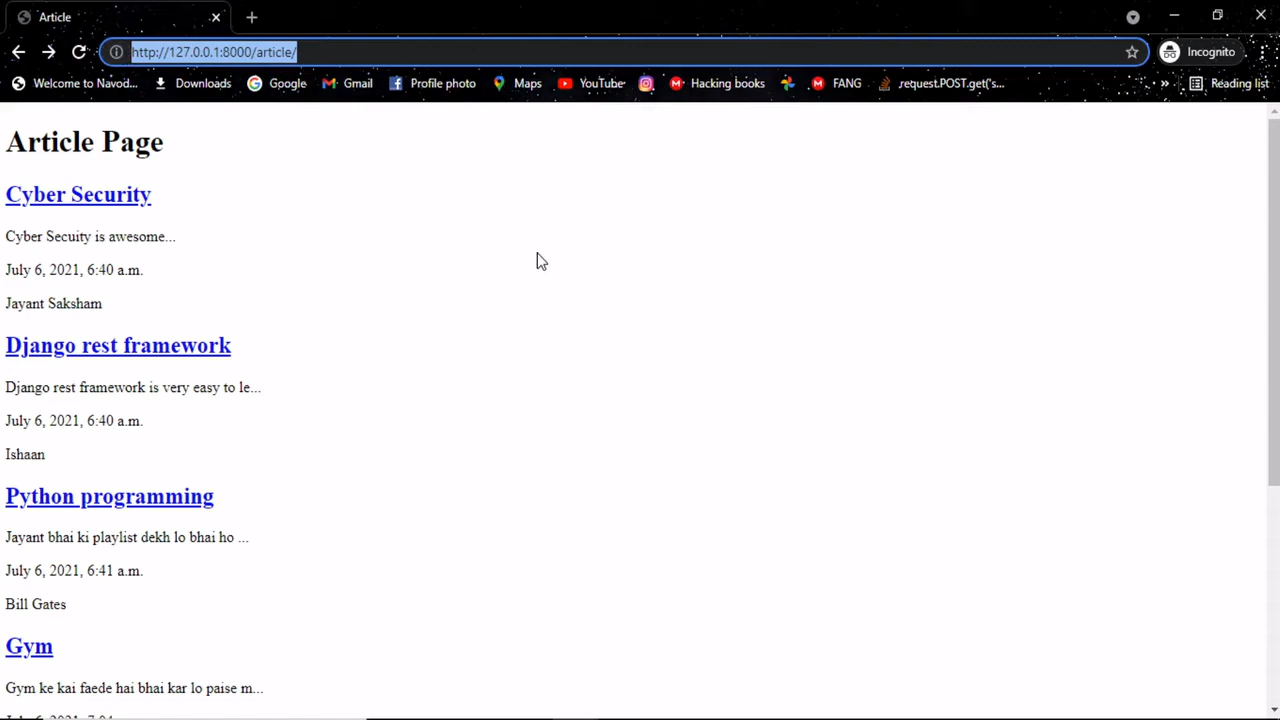 Article
http://127.0.0.1:8000/article/
Incognito
Welcome to Navod...
Downloads
Google
Gmail
Profile photo
Maps
YouTube
Hacking books
FANG
.request.POST.get('s...
»
Reading list
Article Page
Cyber Security
Cyber Secuity is awesome...
July 6, 2021, 6:40 a.m.
Jayant Saksham
Django rest framework
Django rest framework is very easy to le...
July 6, 2021, 6:40 a.m.
Ishaan
Python programming
Jayant bhai ki playlist dekh lo bhai ho ...
July 6, 2021, 6:41 a.m.
Bill Gates
Gym
Gym ke kai faede hai bhai kar lo paise m...